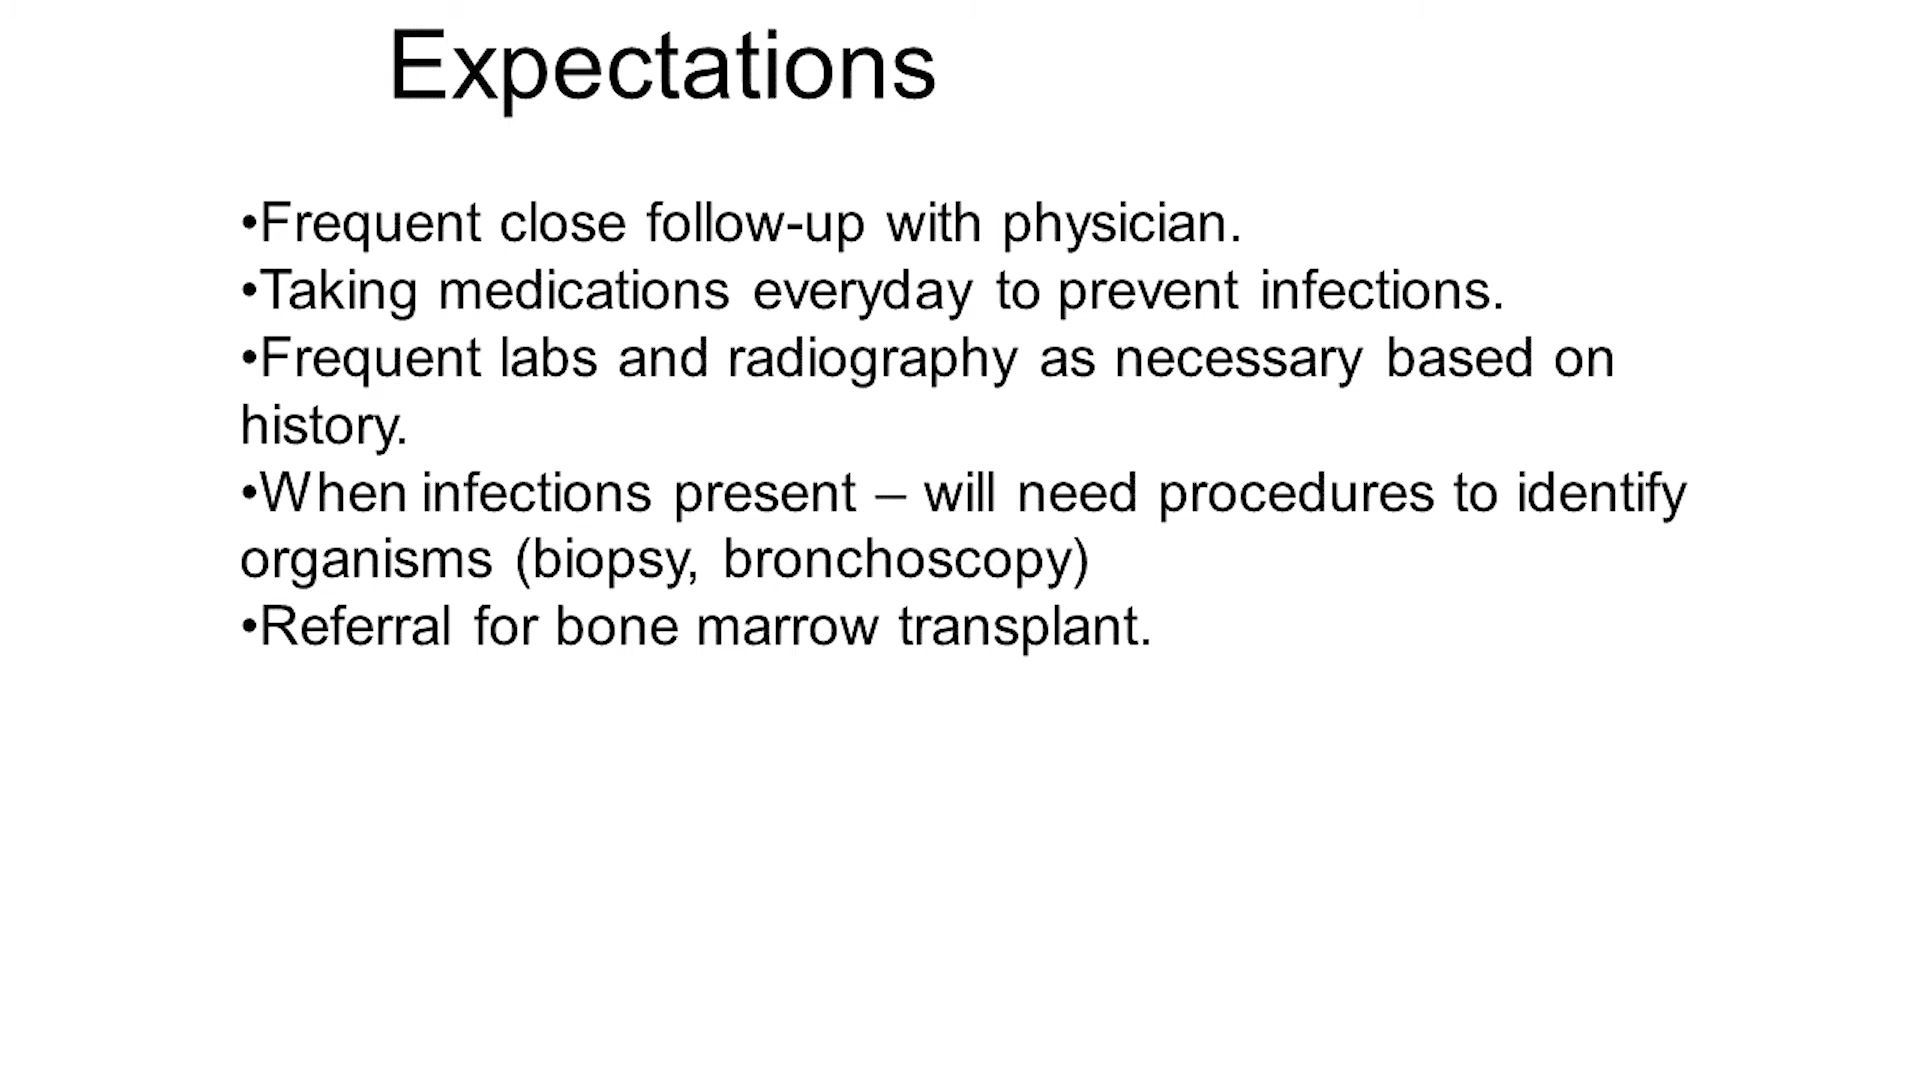 Expectations
•Frequent close follow-up with physician.
•Taking medications everyday to prevent infections.
•Frequent labs and radiography as necessary based on
history.
•When infections present – will need procedures to identify
organisms (biopsy, bronchoscopy)
•Referral for bone marrow transplant.